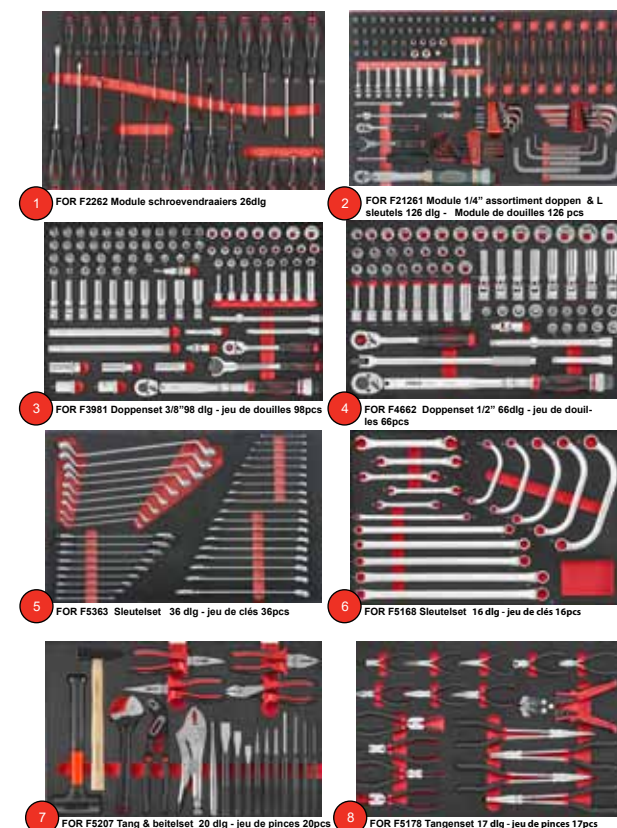 1 FOR F2262 Module schroevendraaiers 26dlg
2 FOR F21261 Module 1/4” assortiment doppen & L
sleutels 126 dlg - Module de douilles 126 pcs
3 FOR F3981 Doppenset 3/8”98 dlg - jeu de douilles 98pcs
4 FOR F4662 Doppenset 1/2” 66dlg - jeu de douil-
les 66pcs
5 FOR F5363 Sleutelset 36 dlg - jeu de clés 36pcs
6 FOR F5168 Sleutelset 16 dlg - jeu de clés 16pcs
7 FOR F5207 Tang & beitelset 20 dlg - jeu de pinces 20pcs
8 FOR F5178 Tangenset 17 dlg - jeu de pinces 17pcs